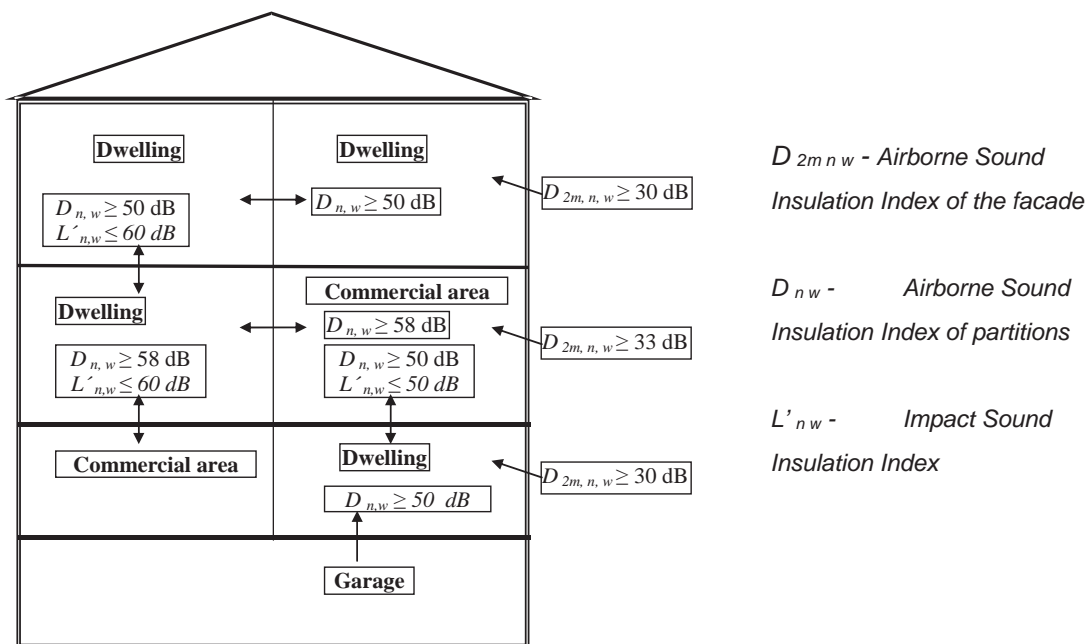 Dwelling
Dwelling
D n, w ≥ 50 dB
L´n,w ≤ 60 dB
D n, w ≥ 50 dB
D 2m, n, w ≥ 30 dB
Dwelling
Commercial area
D n, w ≥ 58 dB
D n, w ≥ 58 dB
L´n,w ≤ 60 dB
D n, w ≥ 50 dB
L´n,w ≤ 50 dB
D 2m, n, w ≥ 33 dB
Commercial area
Dwelling
D n,w ≥ 50 dB
D 2m, n, w ≥ 30 dB
Garage
D 2m n w - Airborne Sound
Insulation Index of the facade
D n w - Airborne Sound
Insulation Index of partitions
L’ n w - Impact Sound
Insulation Index